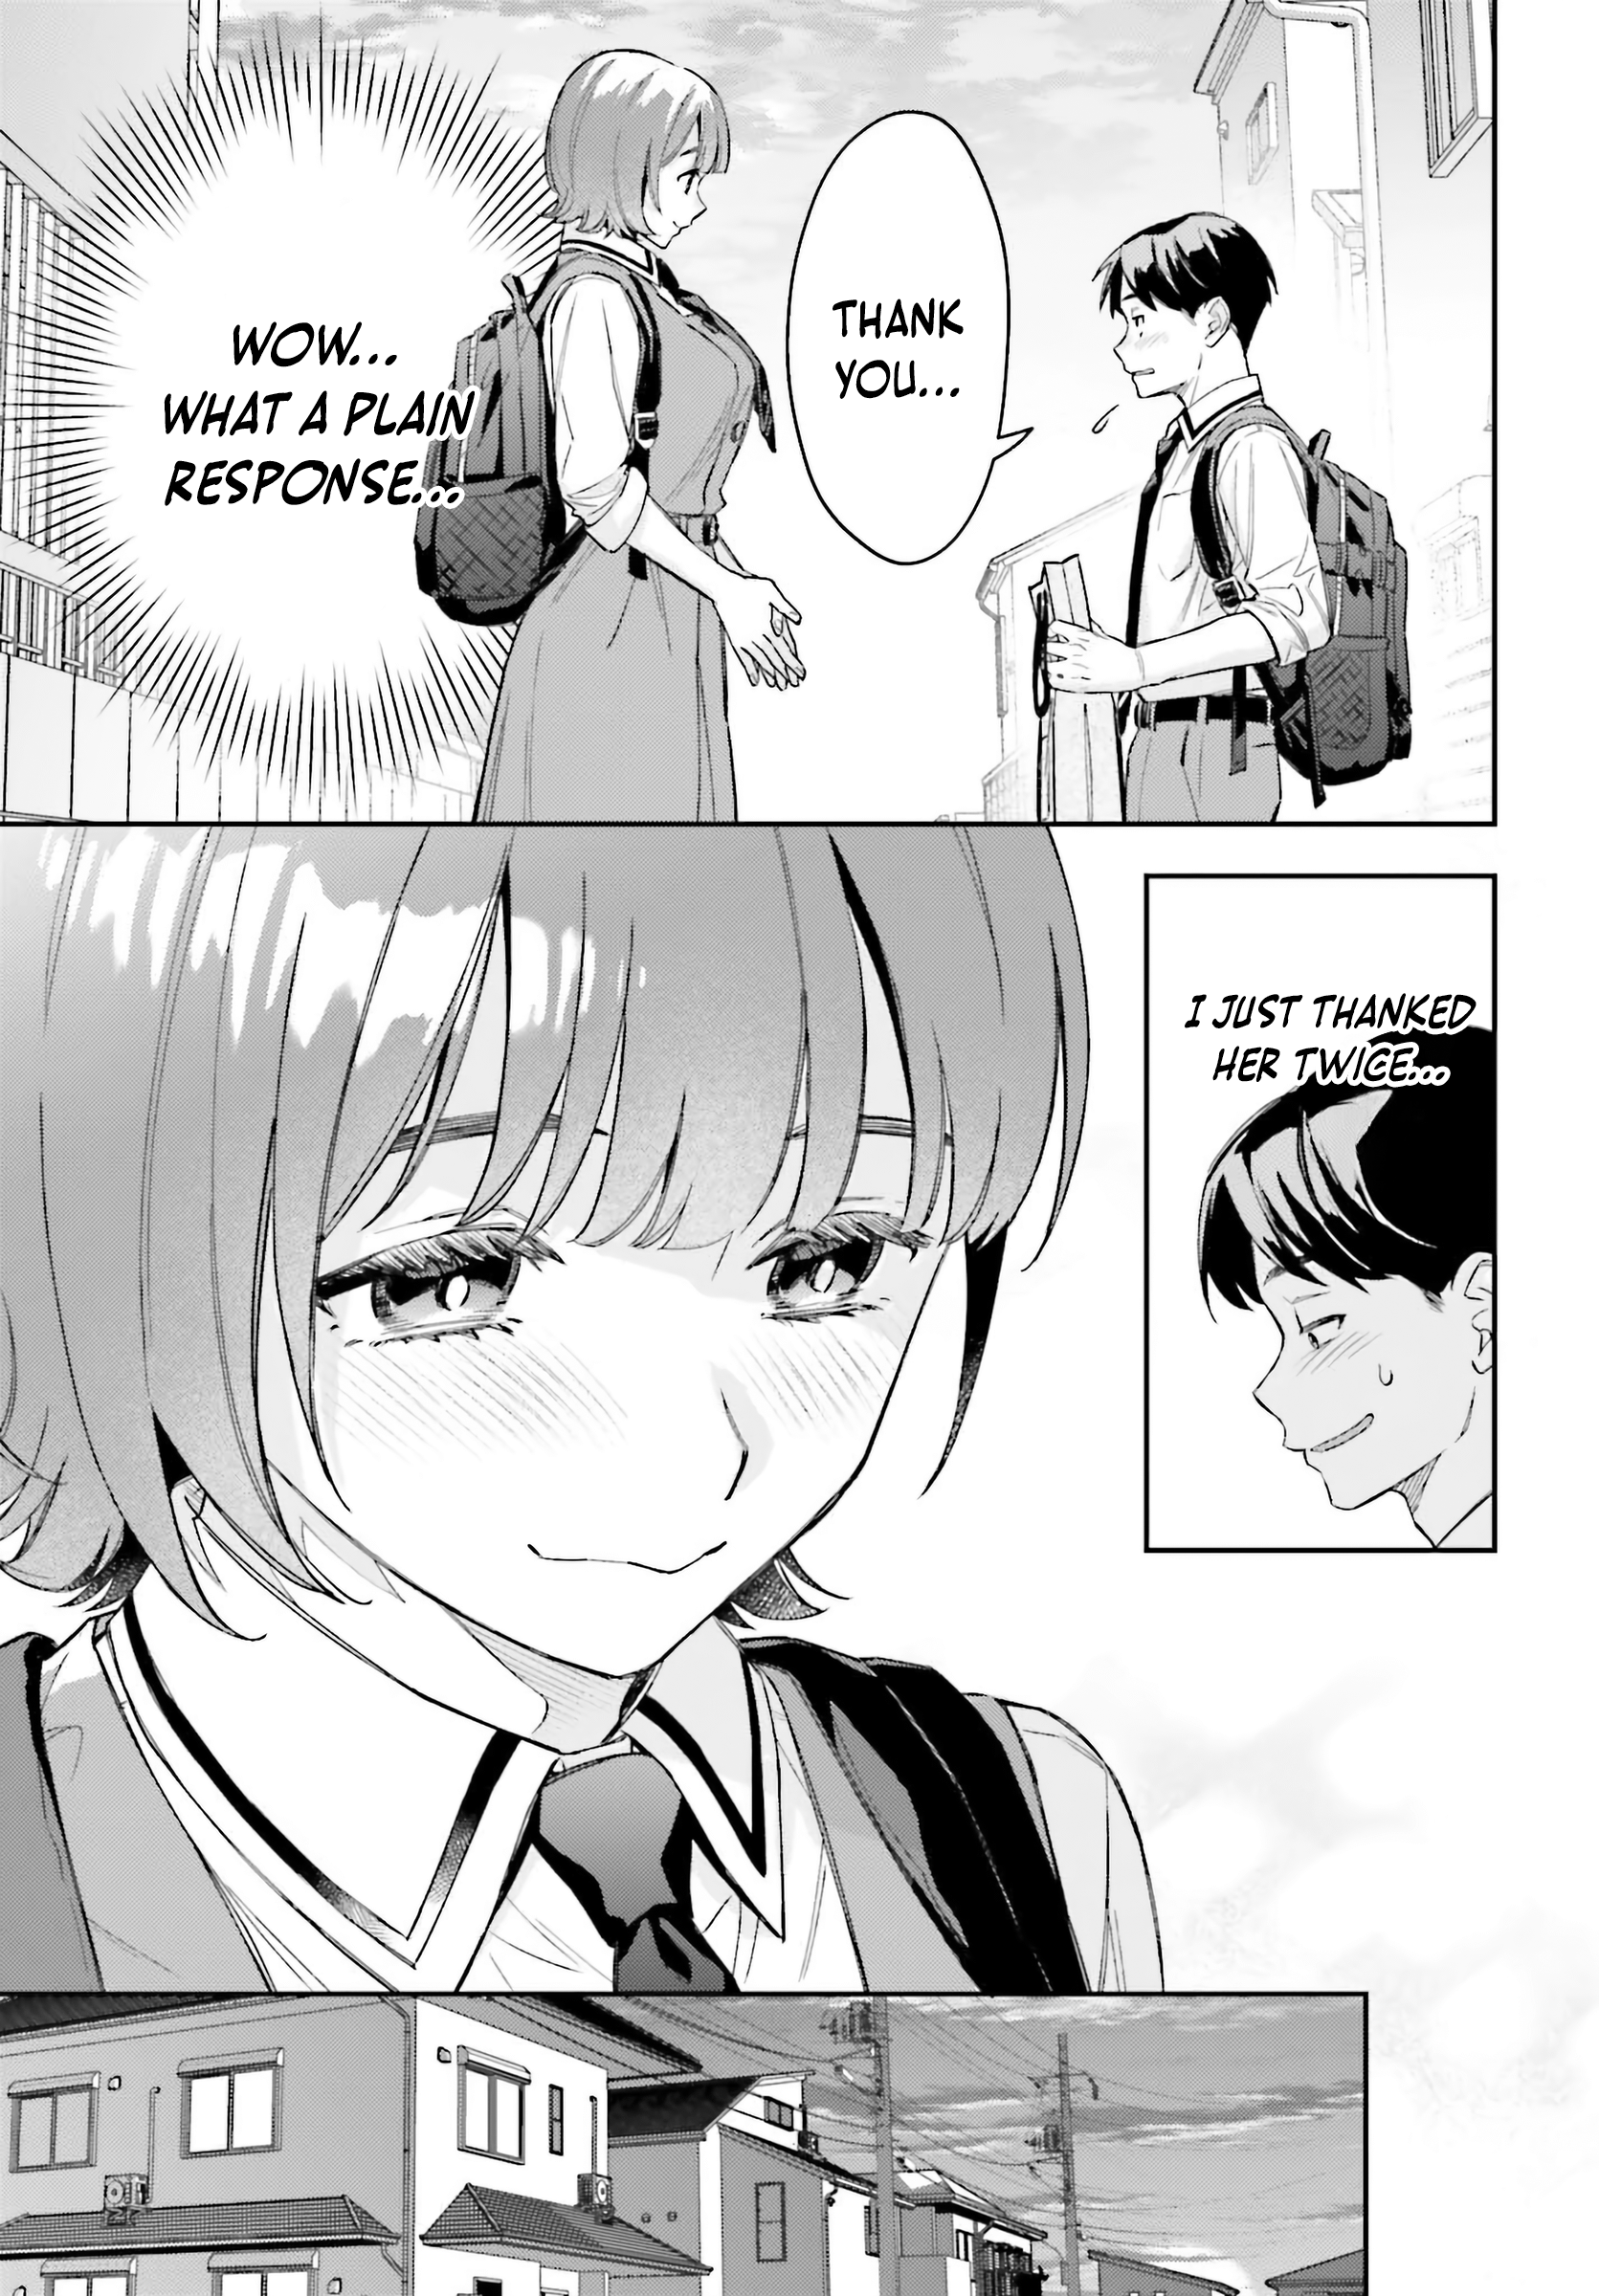 THANK
YOU...
WOW...
WHAT A PLAIN
RESPONSE...
I JUST THANKED
HER TWICE...